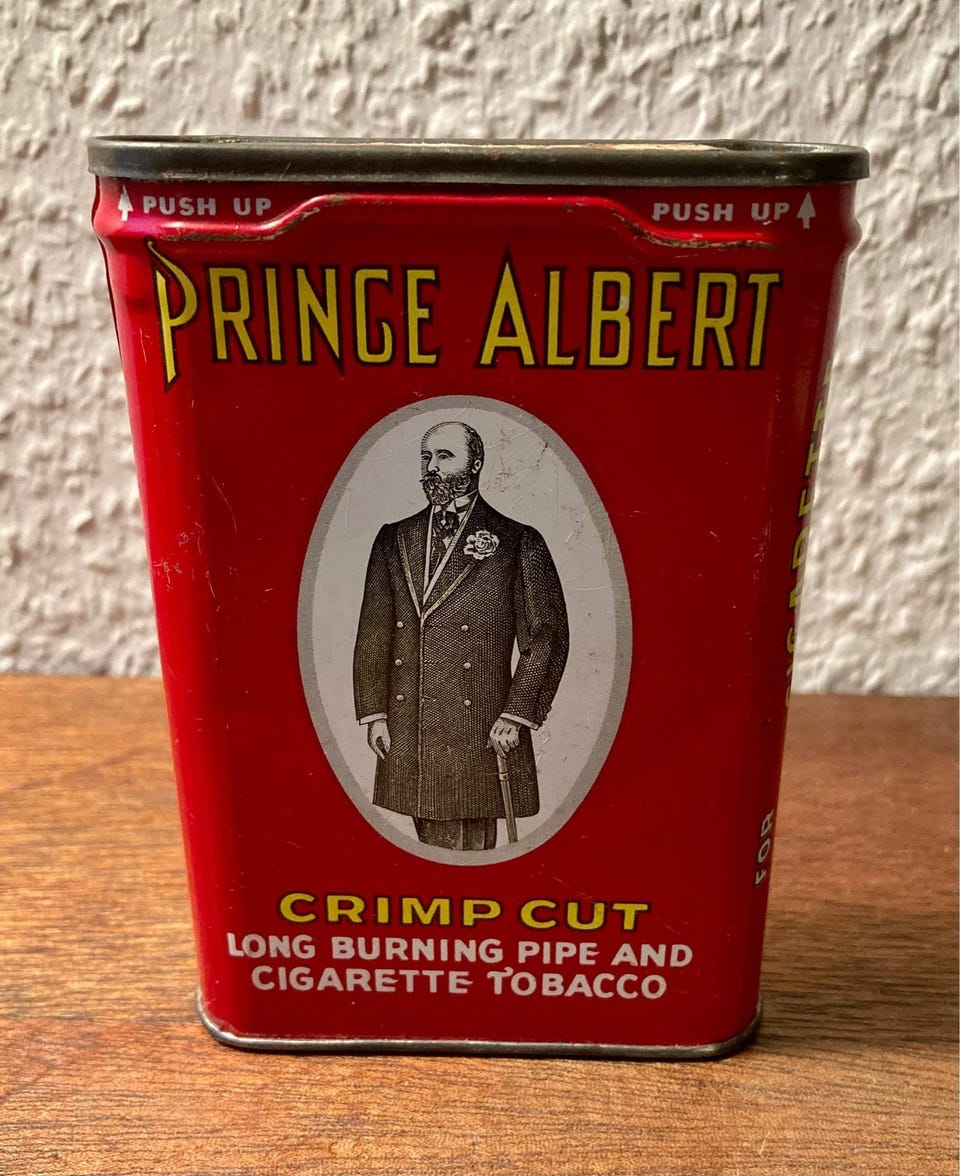 PUSH UP PUSH UP
PRINCE ALBERT
CRIMP CUT
LONG BURNING PIPE AND
CIGARETTE TOBACCO
FOR